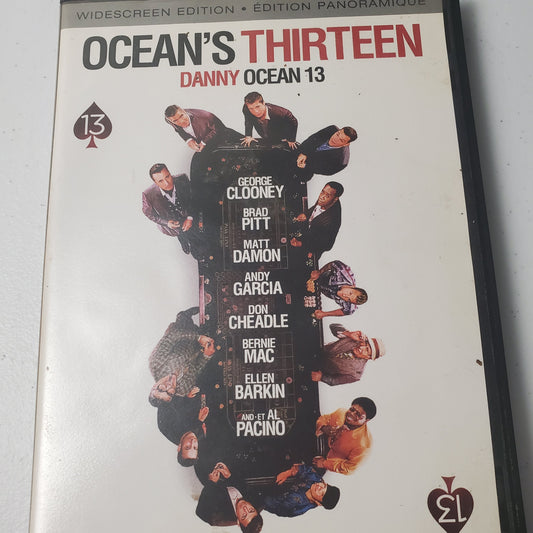 WIDESCREEN EDITION • ÉDITION PANORAMIQUE
OCEAN'S THIRTEEN
DANNY OCEAN 13
13
GEORGE
CLOONEY
BRAD
PITT
MATT
DAMON
ANDY
GARCIA
DON
CHEADLE
BERNIE
MAC
ELLEN
BARKIN
AND • ET AL
PACINO
13